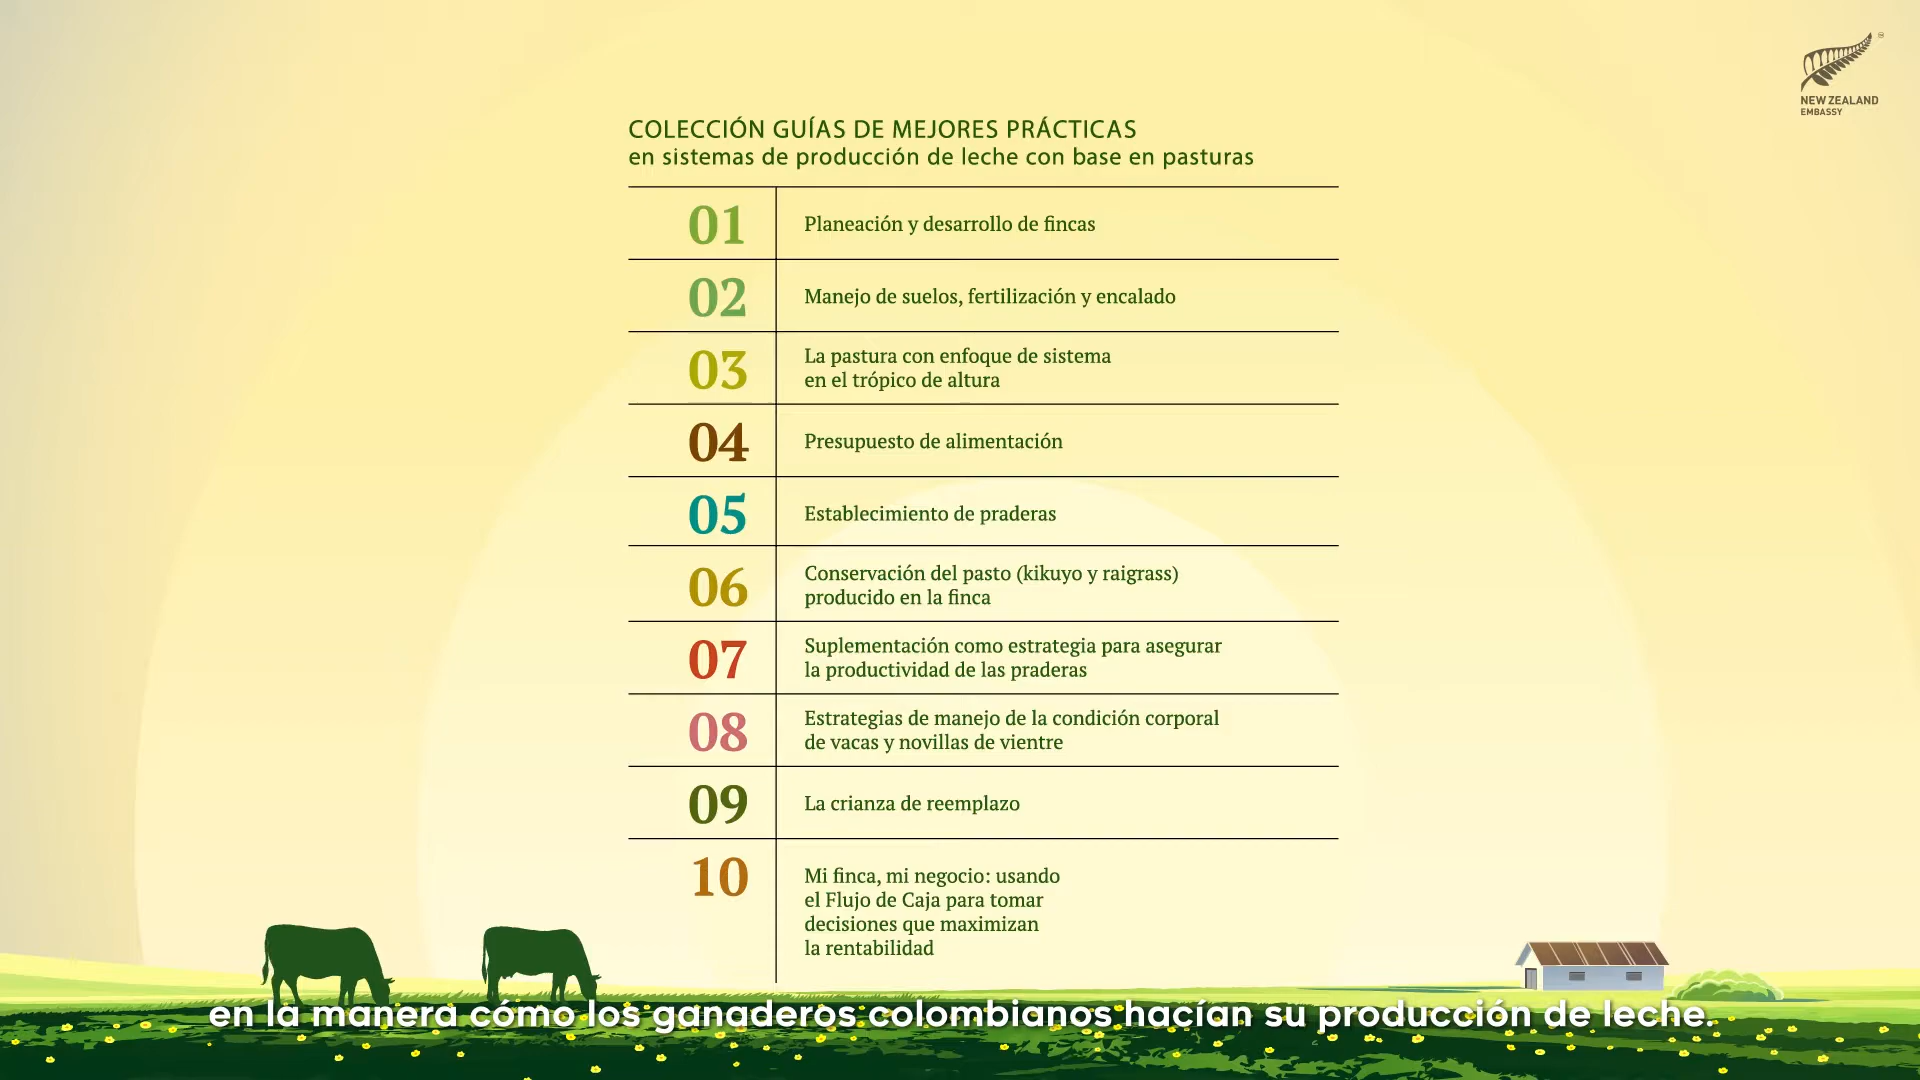 NEW ZEALAND
EMBASSY
COLECCIÓN GUÍAS DE MEJORES PRÁCTICAS
en sistemas de producción de leche con base en pasturas
01 Planeación y desarrollo de fincas
02 Manejo de suelos, fertilización y encalado
03 La pastura con enfoque de sistema
en el trópico de altura
04 Presupuesto de alimentación
05 Establecimiento de praderas
06 Conservación del pasto (kikuyo y raigrass)
producido en la finca
07 Suplementación como estrategia para asegurar
la productividad de las praderas
08 Estrategias de manejo de la condición corporal
de vacas y novillas de vientre
09 La crianza de reemplazo
10 Mi finca, mi negocio: usando
el Flujo de Caja para tomar
decisiones que maximizan
la rentabilidad
en la manera cómo los ganaderos colombianos hacían su producción de leche.